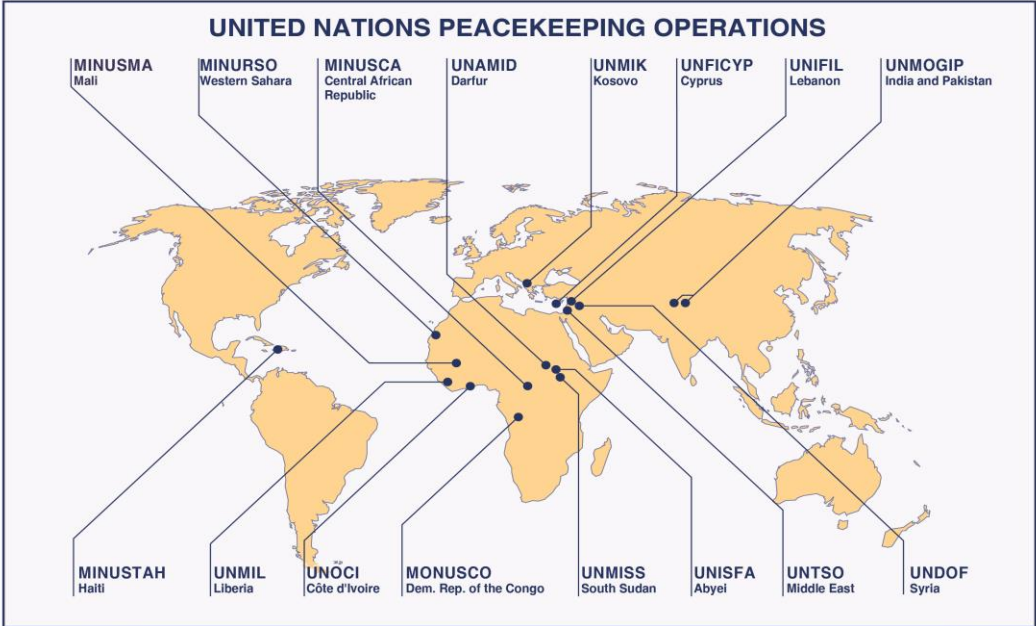 UNITED NATIONS PEACEKEEPING OPERATIONS
MINUSMA
Mali
MINURSO
Western Sahara
MINUSCA
Central African
Republic
UNAMID
Darfur
UNMIK
Kosovo
UNFICYP
Cyprus
UNIFIL
Lebanon
UNMOGIP
India and Pakistan
MINUSTAH
Haiti
UNMIL
Liberia
UNOCI
Côte d'Ivoire
MONUSCO
Dem. Rep. of the Congo
UNMISS
South Sudan
UNISFA
Abyei
UNTSO
Middle East
UNDOF
Syria